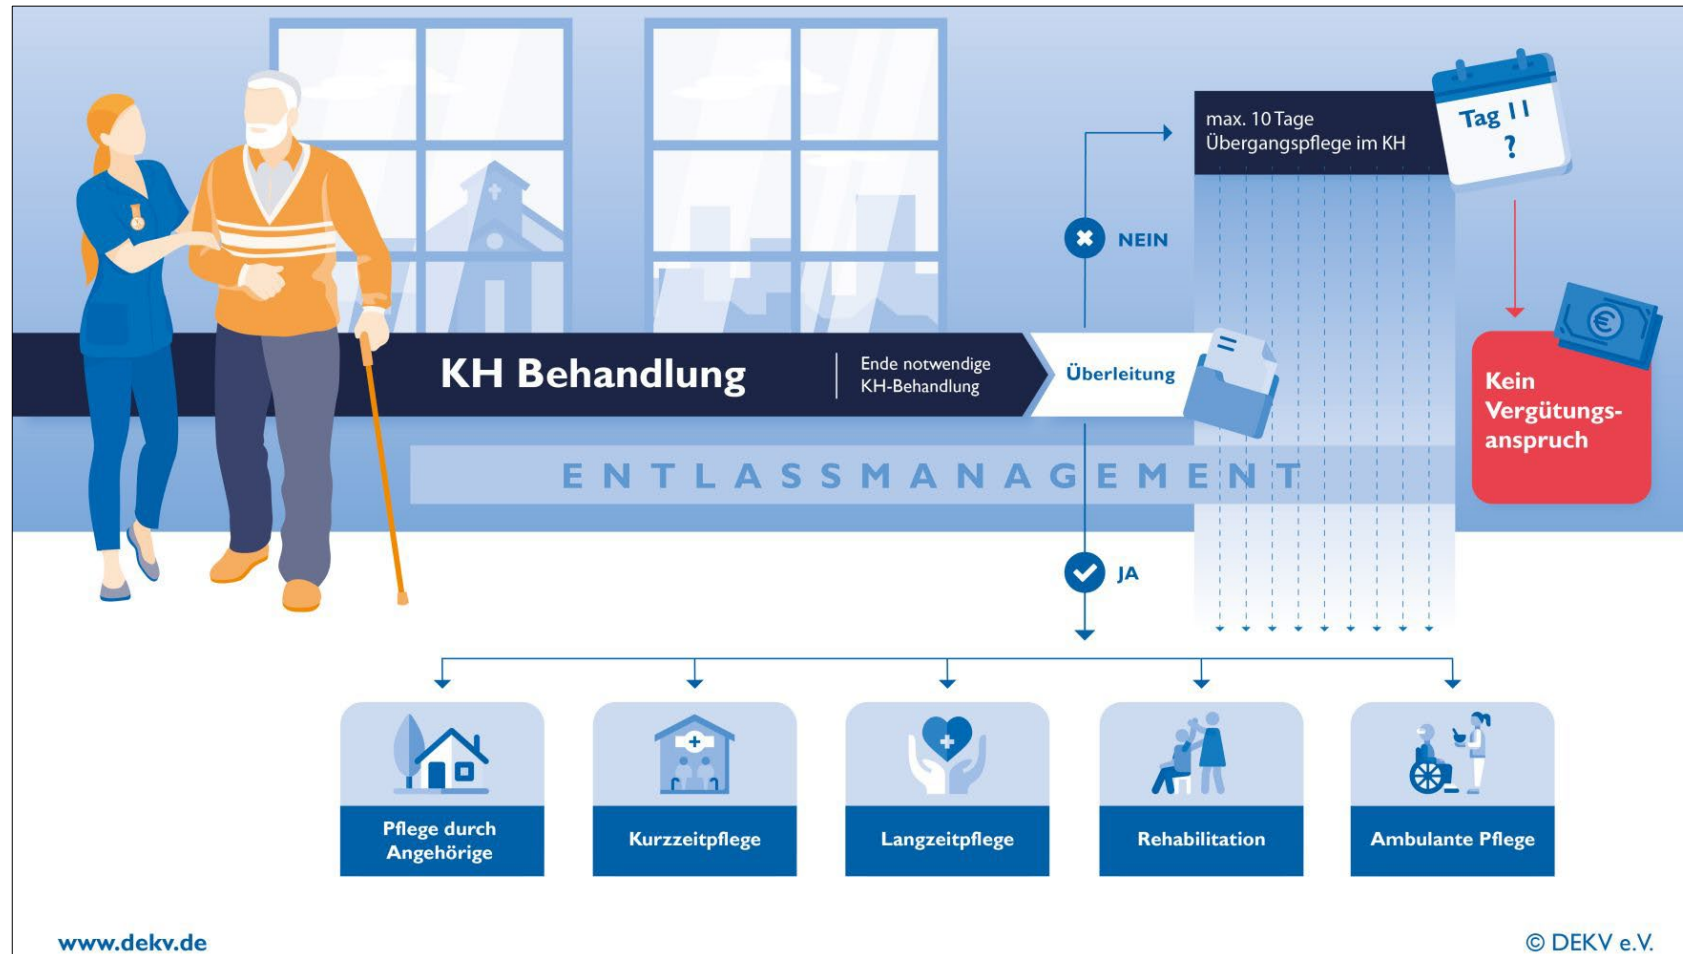 max. 10 Tage
Übergangspflege im KH
Tag 11
?
NEIN
KH Behandlung
Ende notwendige
KH-Behandlung
Überleitung
Kein
Vergütungs-
anspruch
ENTLASSMANAGEMENT
JA
Pflege durch
Angehörige
Kurzzeitpflege
Langzeitpflege
Rehabilitation
Ambulante Pflege
www.dekv.de
© DEKV e.V.